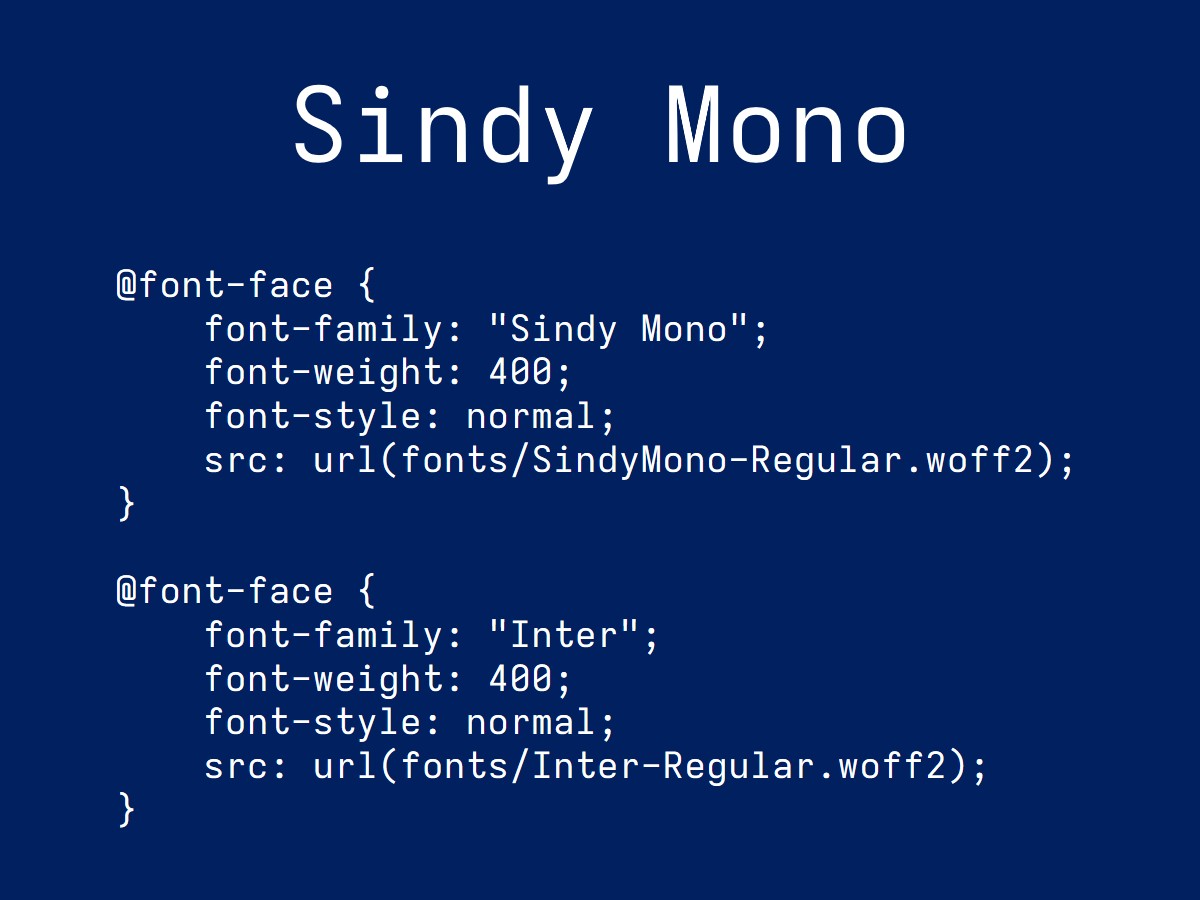 Sindy Mono
@font-face {
    font-family: "Sindy Mono";
    font-weight: 400;
    font-style: normal;
    src: url(fonts/SindyMono-Regular.woff2);
}
@font-face {
    font-family: "Inter";
    font-weight: 400;
    font-style: normal;
    src: url(fonts/Inter-Regular.woff2);
}